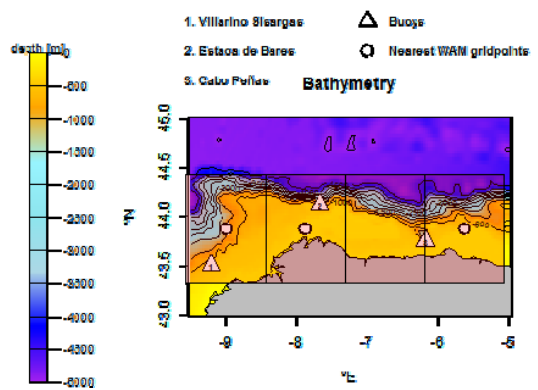 1. Villarino Sisargas
Buoys
2. Estaca de Bares
Nearest WAM gridpoints
3. Cabo Peñas
Bathymetry
depth [m]
0
-500
-1000
-1500
-2000
-2500
-3000
-3500
-4000
-4500
-5000
45.0
44.5
44.0
43.5
43.0
°N
-9
-8
-7
-6
-5
°E